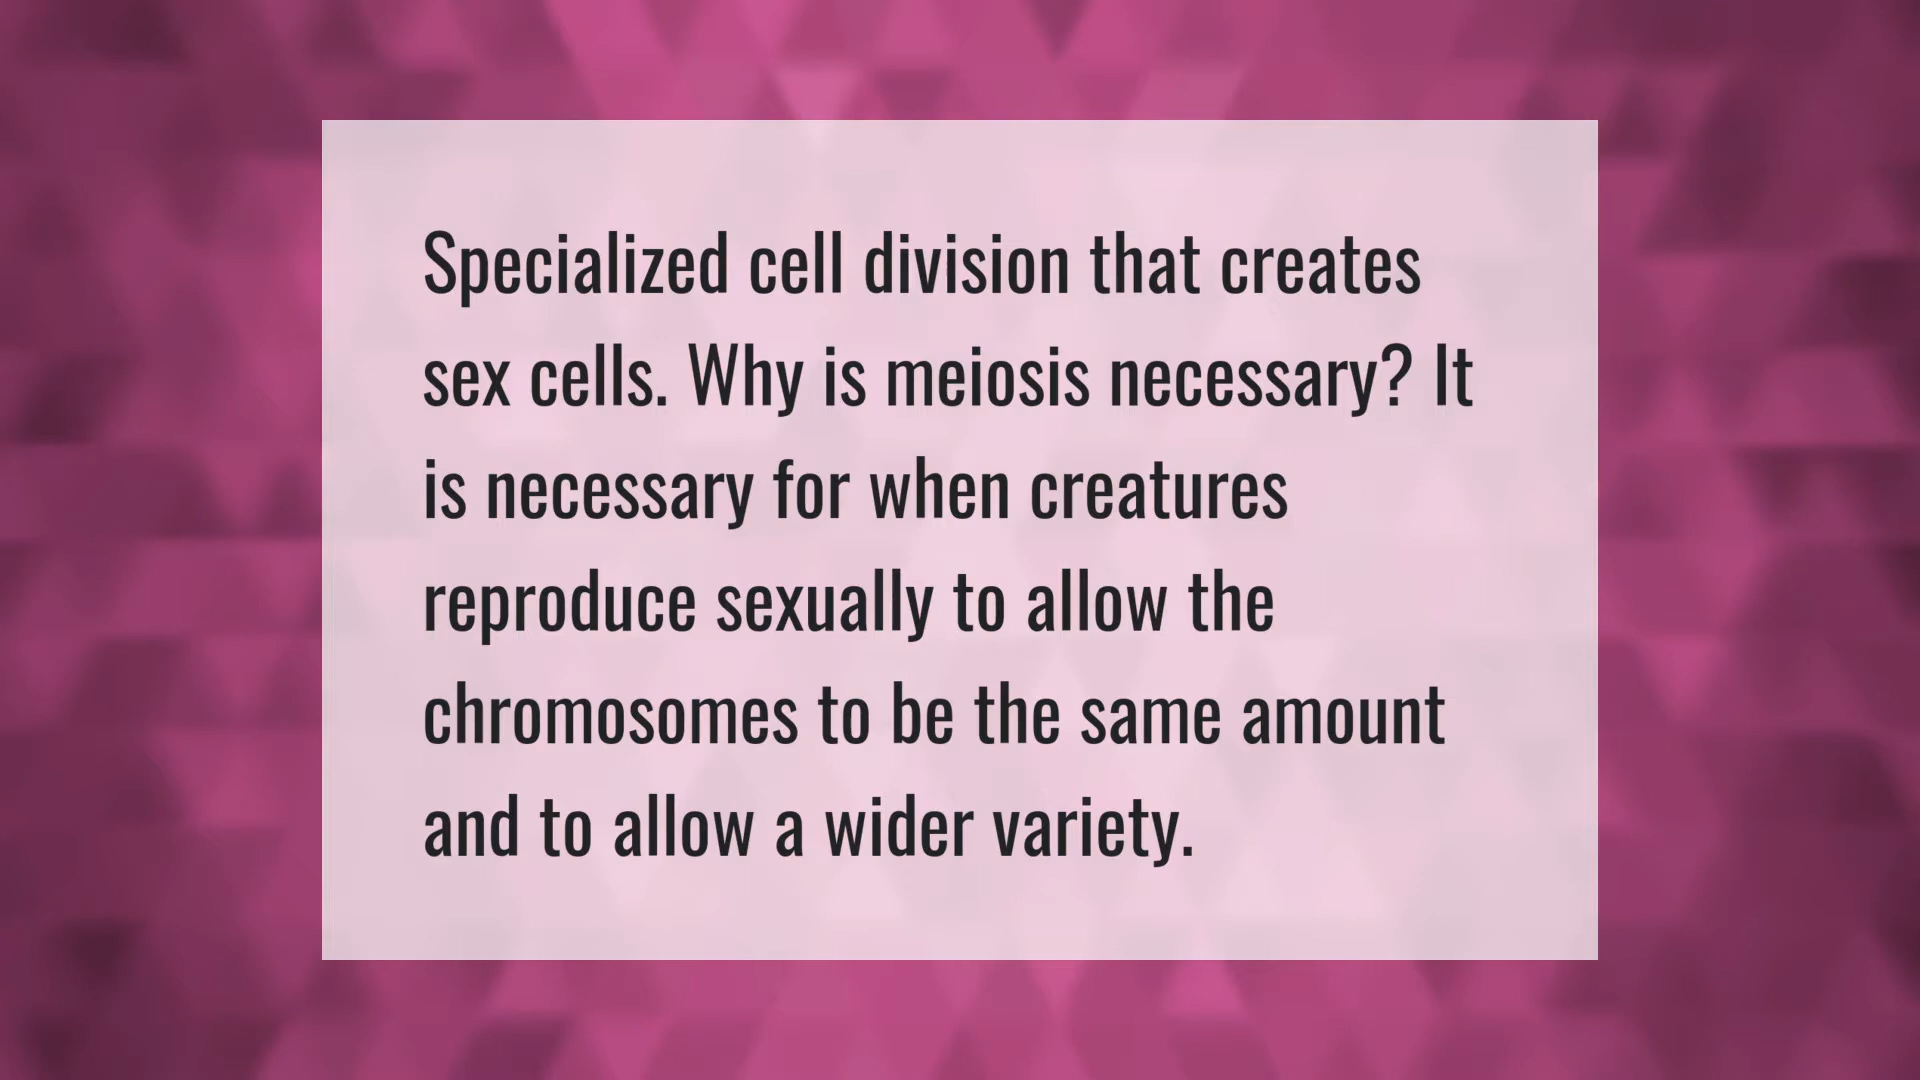 Specialized cell division that creates
sex cells. Why is meiosis necessary? It
is necessary for when creatures
reproduce sexually to allow the
chromosomes to be the same amount
and to allow a wider variety.